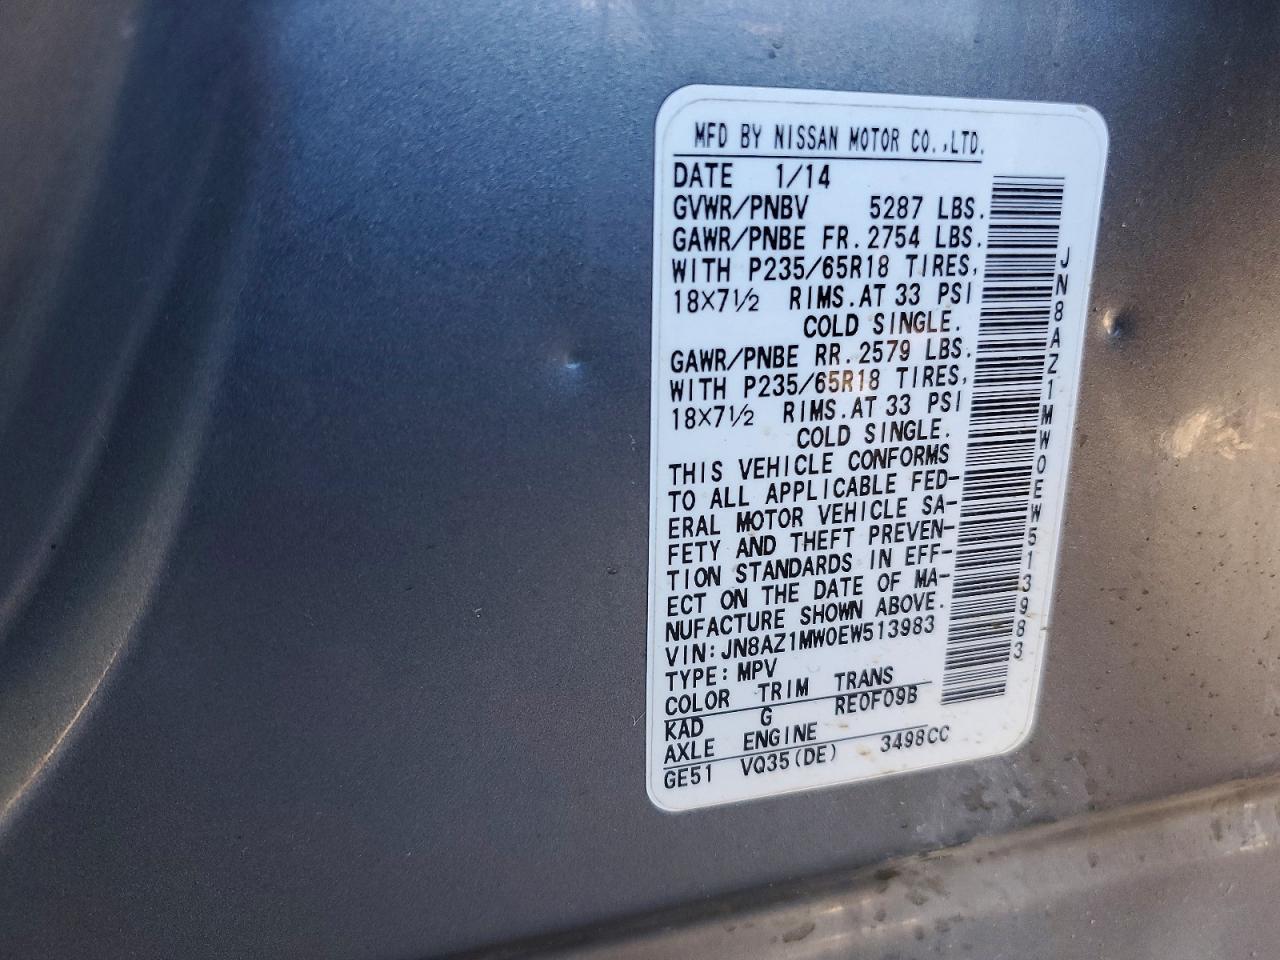 MFD BY NISSAN MOTOR CO.,LTD.
DATE 1/14
GVWR/PNBV 5287 LBS.
GAWR/PNBE FR. 2754 LBS.
WITH P235/65R18 TIRES,
18×7½ RIMS. AT 33 PSI
COLD SINGLE.
GAWR/PNBE RR. 2579 LBS.
WITH P235/65R18 TIRES,
18×7½ RIMS. AT 33 PSI
COLD SINGLE.
THIS VEHICLE CONFORMS
TO ALL APPLICABLE FED-
ERAL MOTOR VEHICLE SA-
FETY AND THEFT PREVEN-
TION STANDARDS IN EFF-
ECT ON THE DATE OF MA-
NUFACTURE SHOWN ABOVE.
VIN: JN8AZ1MW0EW513983
TYPE: MPV
COLOR TRIM TRANS
KAD G RE0F09B
AXLE ENGINE
GE51 VQ35(DE) 3498CC
JN8AZ1MW0EW513983